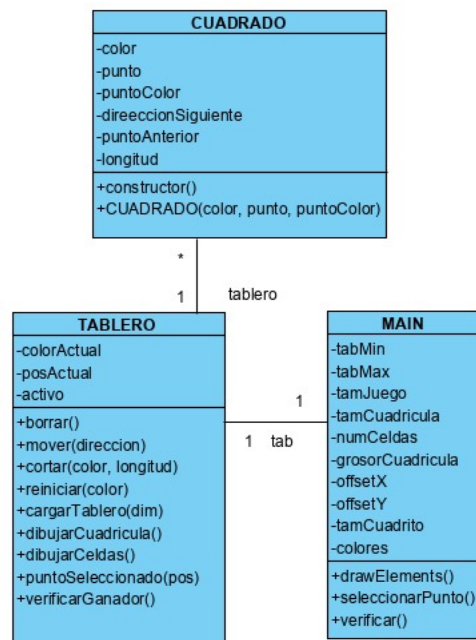 CUADRADO
-color
-punto
-puntoColor
-direeccionSiguiente
-puntoAnterior
-longitud
+constructor()
+CUADRADO(color, punto, puntoColor)
*
1 tablero
TABLERO
-colorActual
-posActual
-activo
+borrar()
+mover(direccion)
+cortar(color, longitud)
+reiniciar(color)
+cargarTablero(dim)
+dibujarCuadricula()
+dibujarCeldas()
+puntoSeleccionado(pos)
+verificarGanador()
1
1 tab
MAIN
-tabMin
-tabMax
-tamJuego
-tamCuadricula
-numCeldas
-grosorCuadricula
-offsetX
-offsetY
-tamCuadrito
-colores
+drawElements()
+seleccionarPunto()
+verificar()